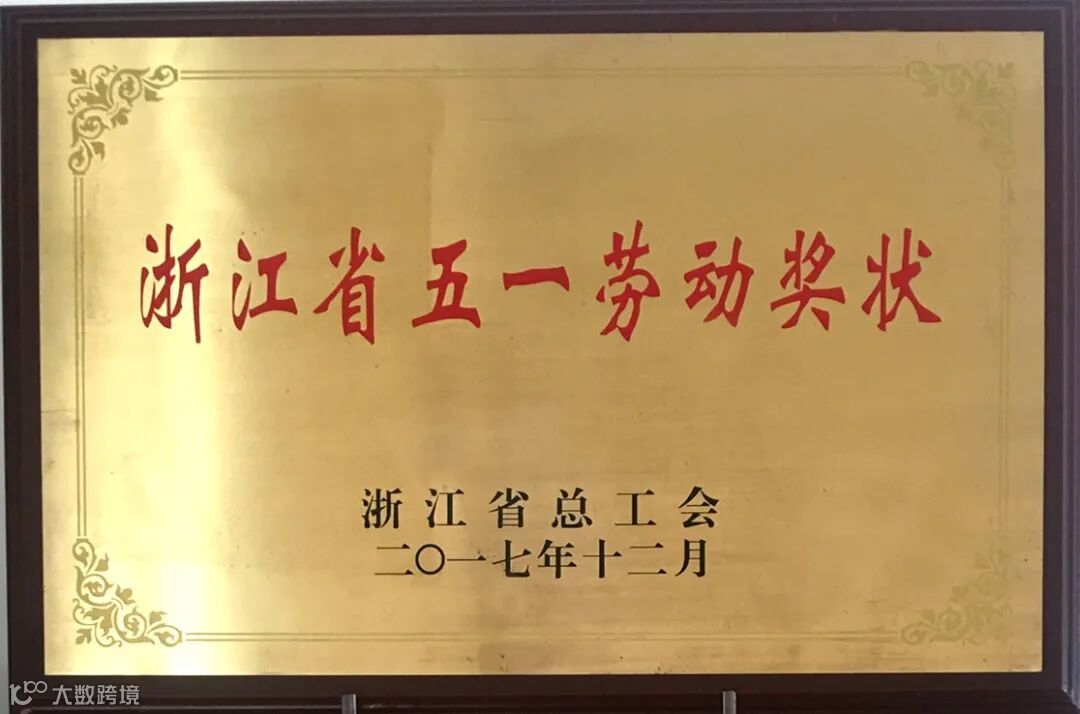 浙江省五一劳动奖状
浙江省总工会
二〇一七年十二月
大数跨境